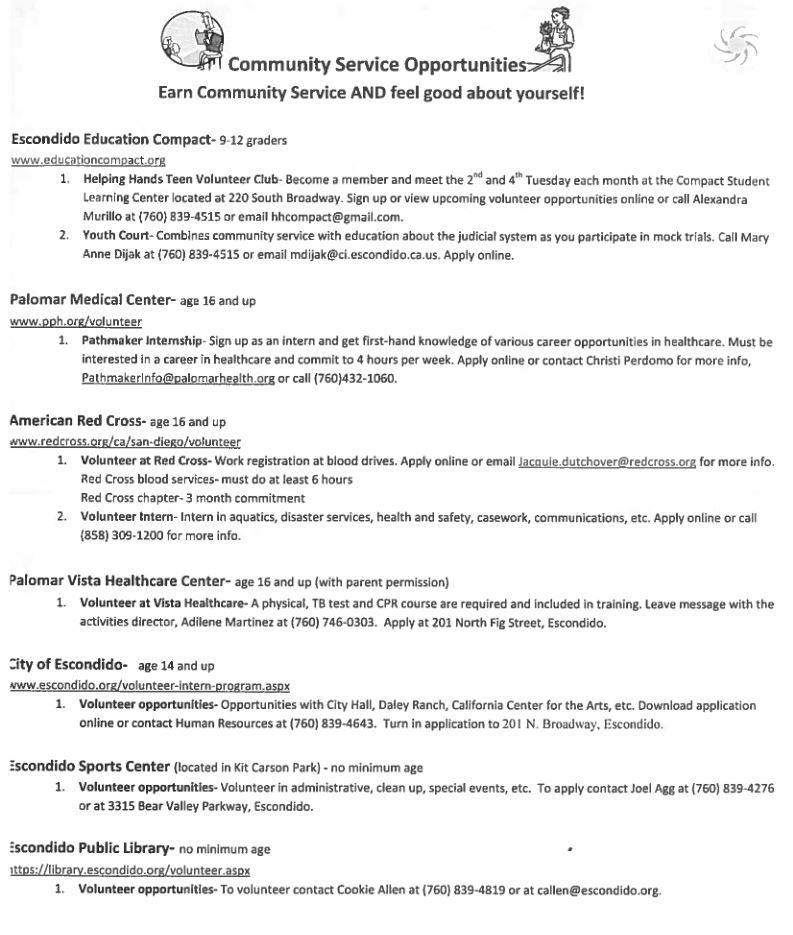 Community Service Opportunities
Earn Community Service AND feel good about yourself!
Escondido Education Compact- 9-12 graders
www.educationcompact.org
1. Helping Hands Teen Volunteer Club- Become a member and meet the 2nd and 4th Tuesday each month at the Compact Student
Learning Center located at 220 South Broadway. Sign up or view upcoming volunteer opportunities online or call Alexandra
Murillo at (760) 839-4515 or email hhcompact@gmail.com.
2. Youth Court- Combines community service with education about the judicial system as you participate in mock trials. Call Mary
Anne Dijak at (760) 839-4515 or email mdijak@ci.escondido.ca.us. Apply online.
Palomar Medical Center- age 16 and up
www.pph.org/volunteer
1. Pathmaker Internship- Sign up as an intern and get first-hand knowledge of various career opportunities in healthcare. Must be
interested in a career in healthcare and commit to 4 hours per week. Apply online or contact Christi Perdomo for more info,
PathmakerInfo@palomarhealth.org or call (760)432-1060.
American Red Cross- age 16 and up
www.redcross.org/ca/san-diego/volunteer
1. Volunteer at Red Cross- Work registration at blood drives. Apply online or email Jacquie.dutchover@redcross.org for more info.
Red Cross blood services- must do at least 6 hours
Red Cross chapter- 3 month commitment
2. Volunteer Intern- Intern in aquatics, disaster services, health and safety, casework, communications, etc. Apply online or call
(858) 309-1200 for more info.
Palomar Vista Healthcare Center- age 16 and up (with parent permission)
1. Volunteer at Vista Healthcare- A physical, TB test and CPR course are required and included in training. Leave message with the
activities director, Adilene Martinez at (760) 746-0303. Apply at 201 North Fig Street, Escondido.
City of Escondido- age 14 and up
www.escondido.org/volunteer-intern-program.aspx
1. Volunteer opportunities- Opportunities with City Hall, Daley Ranch, California Center for the Arts, etc. Download application
online or contact Human Resources at (760) 839-4643. Turn in application to 201 N. Broadway, Escondido.
Escondido Sports Center (located in Kit Carson Park) - no minimum age
1. Volunteer opportunities- Volunteer in administrative, clean up, special events, etc. To apply contact Joel Agg at (760) 839-4276
or at 3315 Bear Valley Parkway, Escondido.
Escondido Public Library- no minimum age
ttps://library.escondido.org/volunteer.aspx
1. Volunteer opportunities- To volunteer contact Cookie Allen at (760) 839-4819 or at callen@escondido.org.